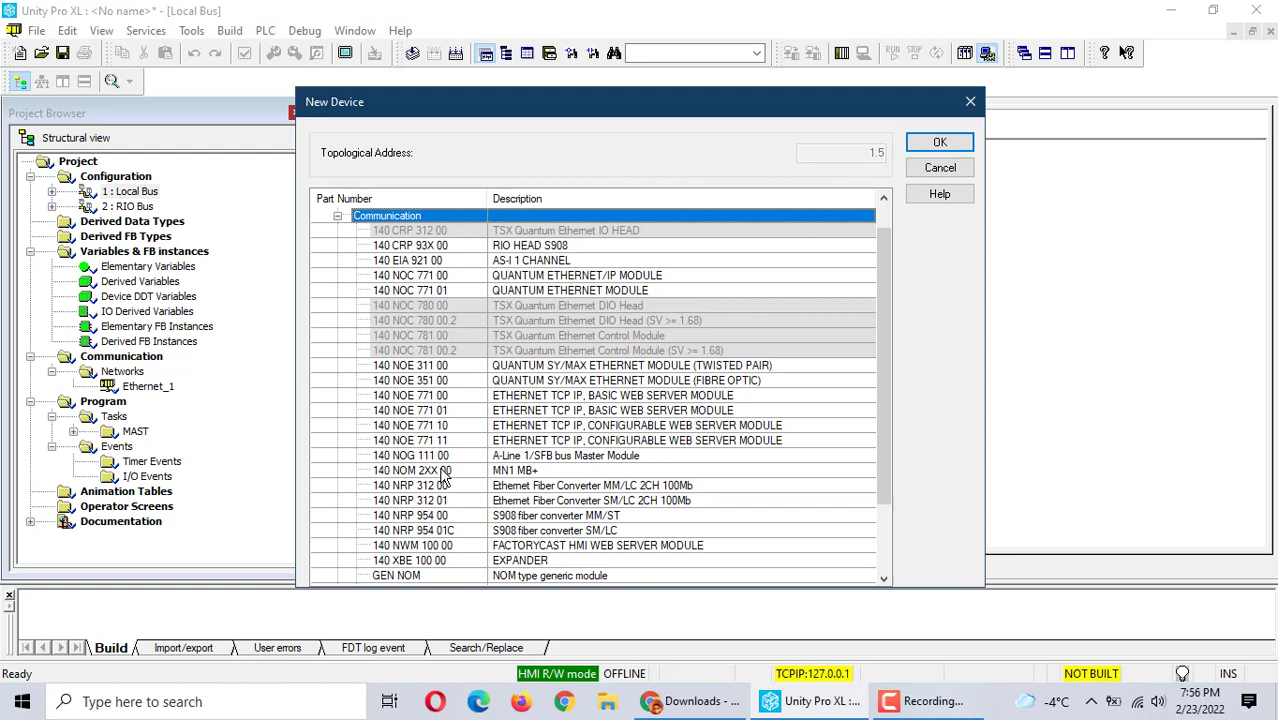 Unity Pro XL : <No name>* - [Local Bus]
File Edit View Services Tools Build PLC Debug Window Help
Project Browser
Structural view
Project
Configuration
1 : Local Bus
2 : RIO Bus
Derived Data Types
Derived FB Types
Variables & FB instances
Elementary Variables
Derived Variables
Device DDT Variables
IO Derived Variables
Elementary FB Instances
Derived FB Instances
Communication
Networks
Ethernet_1
Program
Tasks
MAST
Events
Timer Events
I/O Events
Animation Tables
Operator Screens
Documentation
New Device
Topological Address: 1.5
OK
Cancel
Help
Part Number Description
Communication
140 CRP 312 00 TSX Quantum Ethernet IO HEAD
140 CRP 93X 00 RIO HEAD S908
140 EIA 921 00 AS-I 1 CHANNEL
140 NOC 771 00 QUANTUM ETHERNET/IP MODULE
140 NOC 771 01 QUANTUM ETHERNET MODULE
140 NOC 780 00 TSX Quantum Ethernet DIO Head
140 NOC 780 00.2 TSX Quantum Ethernet DIO Head (SV >= 1.68)
140 NOC 781 00 TSX Quantum Ethernet Control Module
140 NOC 781 00.2 TSX Quantum Ethernet Control Module (SV >= 1.68)
140 NOE 311 00 QUANTUM SY/MAX ETHERNET MODULE (TWISTED PAIR)
140 NOE 351 00 QUANTUM SY/MAX ETHERNET MODULE (FIBRE OPTIC)
140 NOE 771 00 ETHERNET TCP IP, BASIC WEB SERVER MODULE
140 NOE 771 01 ETHERNET TCP IP, BASIC WEB SERVER MODULE
140 NOE 771 10 ETHERNET TCP IP, CONFIGURABLE WEB SERVER MODULE
140 NOE 771 11 ETHERNET TCP IP, CONFIGURABLE WEB SERVER MODULE
140 NOG 111 00 A-Line 1/SFB bus Master Module
140 NOM 2XX 00 MN1 MB+
140 NRP 312 00 Ethernet Fiber Converter MM/LC 2CH 100Mb
140 NRP 312 01 Ethernet Fiber Converter SM/LC 2CH 100Mb
140 NRP 954 00 S908 fiber converter MM/ST
140 NRP 954 01C S908 fiber converter SM/LC
140 NWM 100 00 FACTORYCAST HMI WEB SERVER MODULE
140 XBE 100 00 EXPANDER
GEN NOM NOM type generic module
Build Import/export User errors FDT log event Search/Replace
Ready HMI R/W mode OFFLINE TCPIP:127.0.0.1 NOT BUILT INS
Type here to search Downloads - ... Unity Pro XL :... Recording... -4°C 7:56 PM
2/23/2022